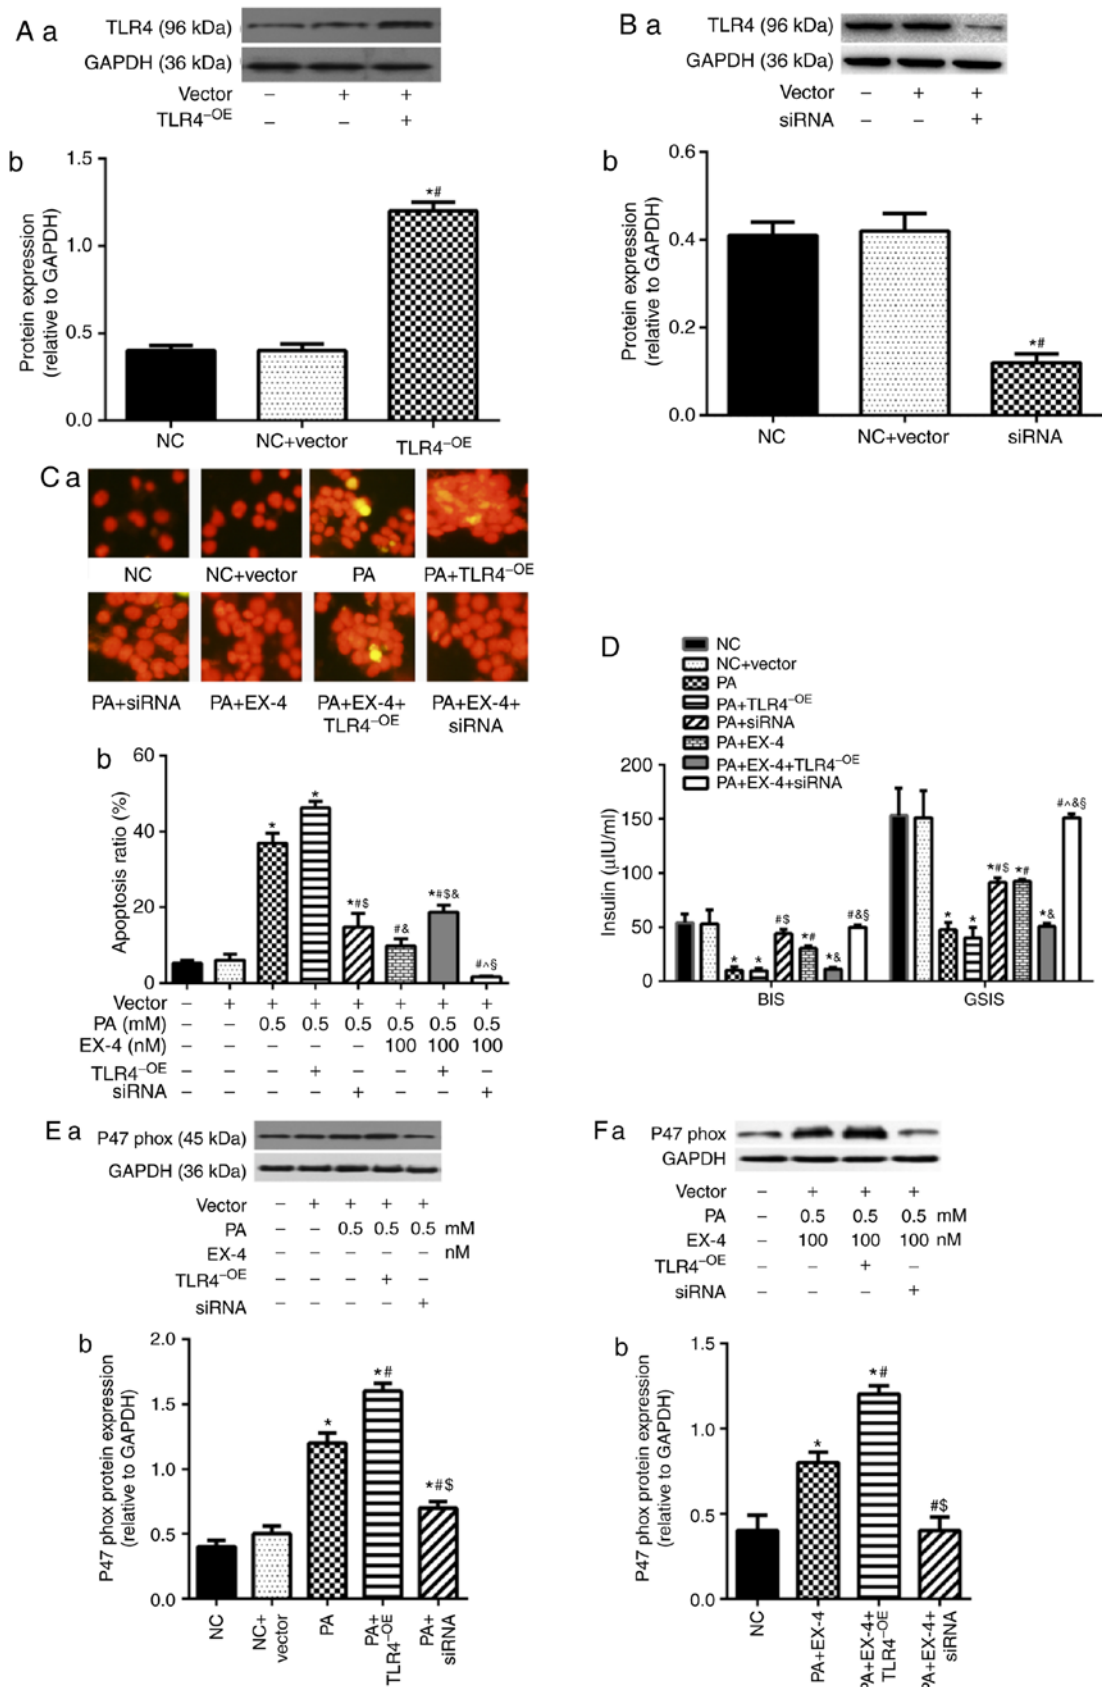 A a
TLR4 (96 kDa)
GAPDH (36 kDa)
Vector – + +
TLR4–OE – – +
b
Protein expression
(relative to GAPDH)
1.5
1.0
0.5
0.0
*#
NC NC+vector TLR4–OE
B a
TLR4 (96 kDa)
GAPDH (36 kDa)
Vector – + +
siRNA – – +
b
Protein expression
(relative to GAPDH)
0.6
0.4
0.2
0.0
*#
NC NC+vector siRNA
C a
NC NC+vector PA PA+TLR4–OE
PA+siRNA PA+EX-4 PA+EX-4+ PA+EX-4+
TLR4–OE siRNA
b
Apoptosis ratio (%)
60
40
20
0
* * *#$ #& *#$& #^§
Vector – + + + + + + +
PA (mM) – – 0.5 0.5 0.5 0.5 0.5 0.5
EX-4 (nM) – – – – – 100 100 100
TLR4–OE – – – + – – + –
siRNA – – – – + – – +
D
NC
NC+vector
PA
PA+TLR4–OE
PA+siRNA
PA+EX-4
PA+EX-4+TLR4–OE
PA+EX-4+siRNA
Insulin (µIU/ml)
200
150
100
50
0
* * #$ *# *& #&§
* * *#$ *# *& #^&§
BIS GSIS
E a
P47 phox (45 kDa)
GAPDH (36 kDa)
Vector – + + + +
PA – – 0.5 0.5 0.5 mM
EX-4 nM
TLR4–OE – – – + –
siRNA – – – – +
b
P47 phox protein expression
(relative to GAPDH)
2.0
1.5
1.0
0.5
0.0
* *# *#$
NC
NC+
vector
PA
PA+
TLR4–OE
PA+
siRNA
F a
P47 phox
GAPDH
Vector – + + +
PA – 0.5 0.5 0.5 mM
EX-4 – 100 100 100 nM
TLR4–OE – – + –
siRNA – – – +
b
P47 phox protein expression
(relative to GAPDH)
1.5
1.0
0.5
0.0
* *# #$
NC
PA+EX-4
PA+EX-4+
TLR4–OE
PA+EX-4+
siRNA